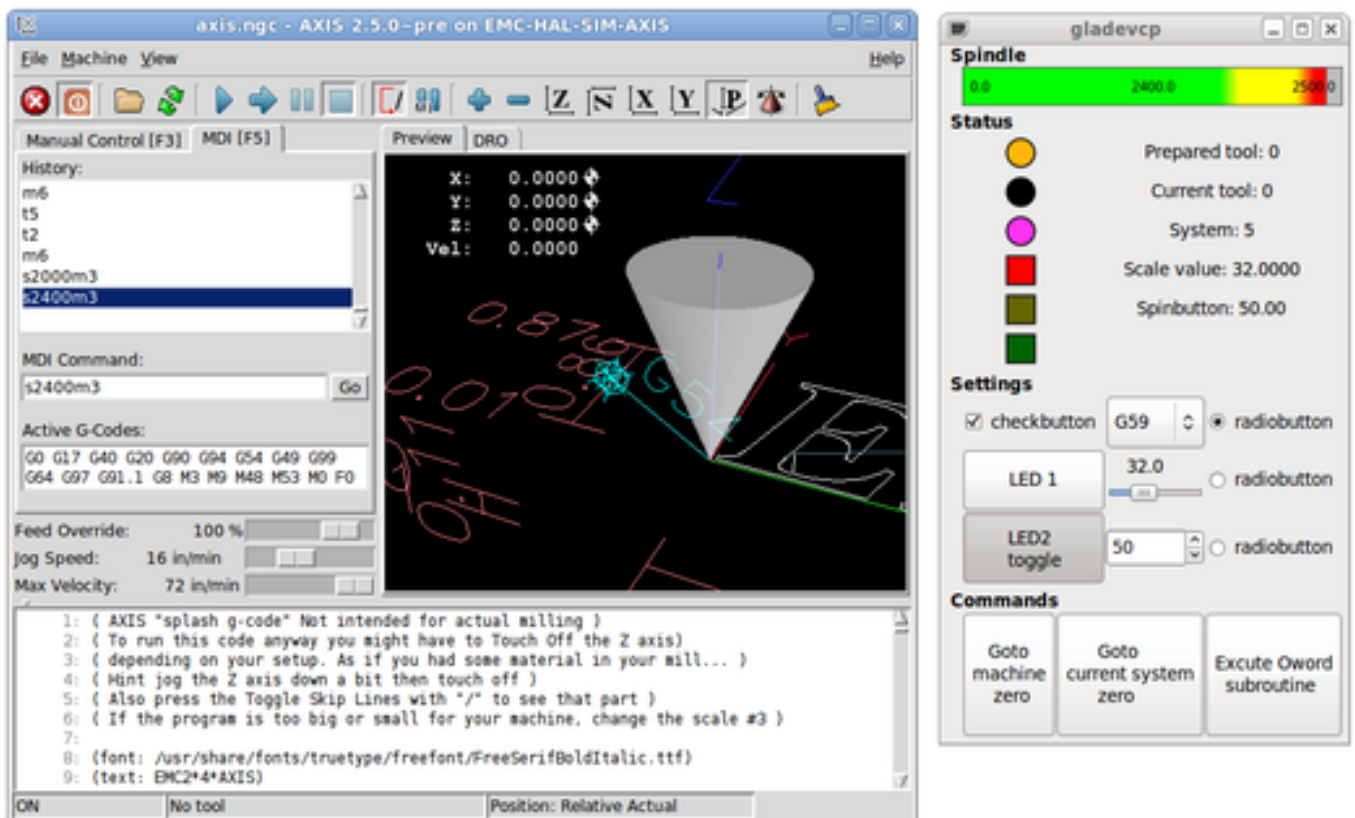 axis.ngc - AXIS 2.5.0~pre on EMC-HAL-SIM-AXIS
File Machine View Help
Z N X Y P
Manual Control [F3] MDI [F5]
History:
m6
t5
t2
m6
s2000m3
s2400m3
MDI Command:
s2400m3 Go
Active G-Codes:
G0 G17 G40 G20 G90 G94 G54 G49 G99
G64 G97 G91.1 G8 M3 M9 M48 M53 M0 F0
Feed Override: 100 %
Jog Speed: 16 in/min
Max Velocity: 72 in/min
Preview DRO
X: 0.0000
Y: 0.0000
Z: 0.0000
Vel: 0.0000
G54
Y
1: ( AXIS "splash g-code" Not intended for actual milling )
2: ( To run this code anyway you might have to Touch Off the Z axis)
3: ( depending on your setup. As if you had some material in your mill... )
4: ( Hint jog the Z axis down a bit then touch off )
5: ( Also press the Toggle Skip Lines with "/" to see that part )
6: ( If the program is too big or small for your machine, change the scale #3 )
7:
8: (font: /usr/share/fonts/truetype/freefont/FreeSerifBoldItalic.ttf)
9: (text: EMC2*4*AXIS)
ON No tool Position: Relative Actual
gladevcp
Spindle
0.0 2400.0 2500.0
Status
Prepared tool: 0
Current tool: 0
System: 5
Scale value: 32.0000
Spinbutton: 50.00
Settings
checkbutton G59 radiobutton
LED 1 32.0 radiobutton
LED2
toggle 50 radiobutton
Commands
Goto
machine
zero
Goto
current system
zero
Excute Oword
subroutine